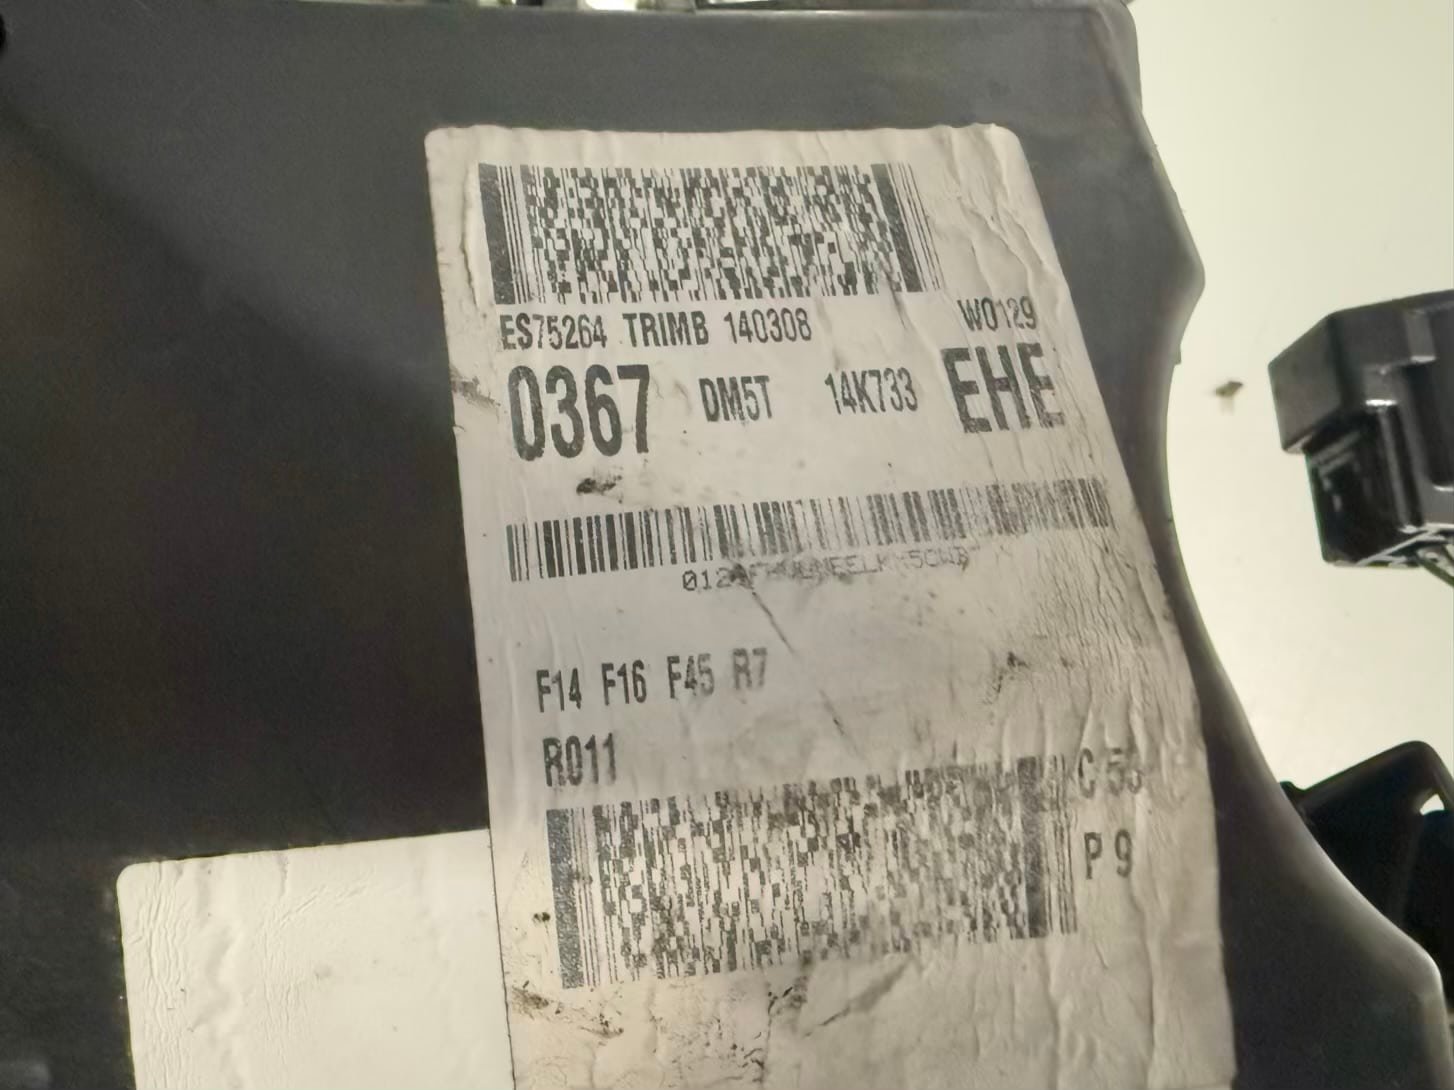 ES75264 TRIMB 140308 W0129
0367 DM5T 14K733 EHE
F14 F16 F45 R7
R011
P 9